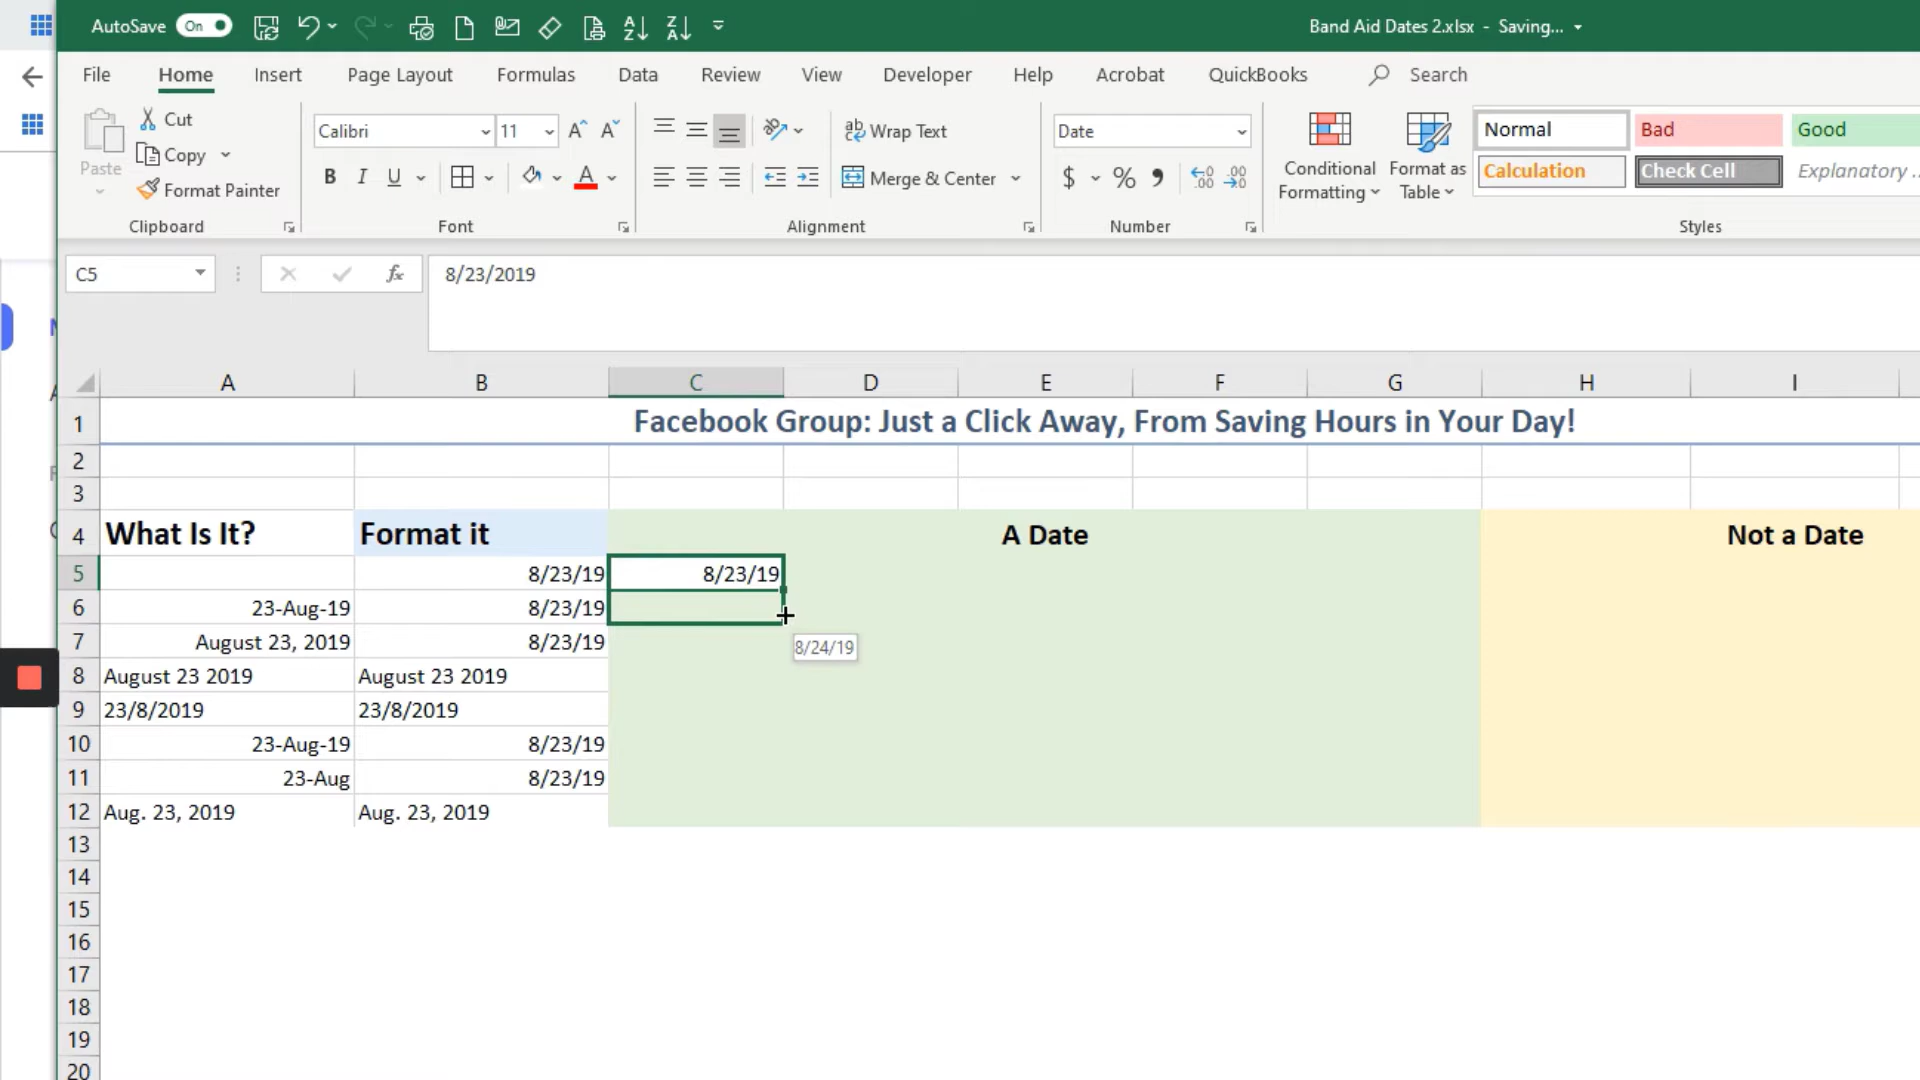 AutoSave On Band Aid Dates 2.xlsx - Saving...
File Home Insert Page Layout Formulas Data Review View Developer Help Acrobat QuickBooks Search
Paste
Cut
Copy
Format Painter
Clipboard
Calibri 11
B I U A
Font
Wrap Text
Merge & Center
Alignment
Date
$ % 9
Number
Conditional Formatting
Format as Table
Normal Bad Good
Calculation Check Cell Explanatory ...
Styles
C5 fx 8/23/2019
A B C D E F G H I
1 Facebook Group: Just a Click Away, From Saving Hours in Your Day!
2
3
4 What Is It? Format it A Date Not a Date
5 8/23/19 8/23/19
6 23-Aug-19 8/23/19
7 August 23, 2019 8/23/19 8/24/19
8 August 23 2019 August 23 2019
9 23/8/2019 23/8/2019
10 23-Aug-19 8/23/19
11 23-Aug 8/23/19
12 Aug. 23, 2019 Aug. 23, 2019
13
14
15
16
17
18
19
20